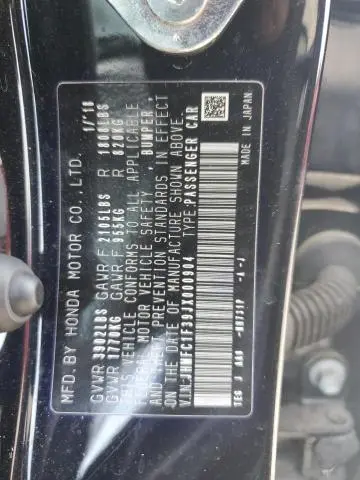 MFD. BY HONDA MOTOR CO., LTD. 1/'18
GVWR 3902LBS GAWR F 2105LBS R 1808LBS
GVWR 1770KG GAWR F 955KG R 820KG
THIS VEHICLE CONFORMS TO ALL APPLICABLE
FEDERAL MOTOR VEHICLE SAFETY, BUMPER,
AND THEFT PREVENTION STANDARDS IN EFFECT
ON THE DATE OF MANUFACTURE SHOWN ABOVE.
V.I.N.: JHMFC1F39JX000904 TYPE: PASSENGER CAR
MADE IN JAPAN